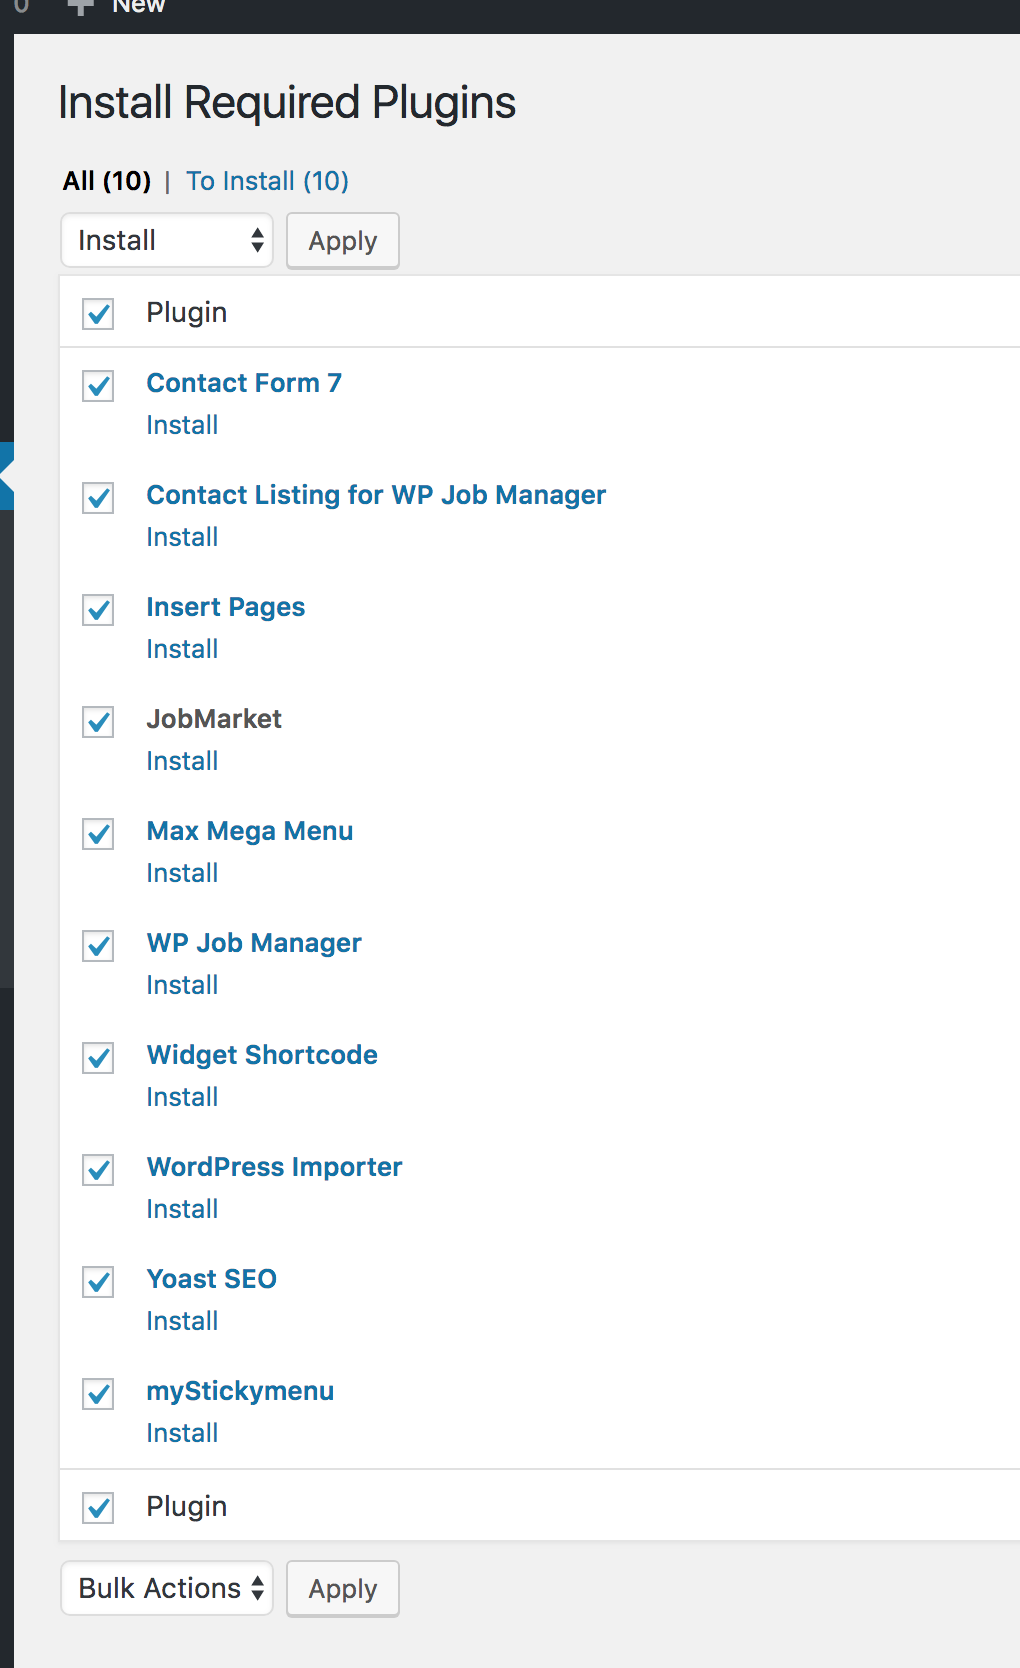 0 New
Install Required Plugins
All (10) | To Install (10)
Install Apply
Plugin
Contact Form 7
Install
Contact Listing for WP Job Manager
Install
Insert Pages
Install
JobMarket
Install
Max Mega Menu
Install
WP Job Manager
Install
Widget Shortcode
Install
WordPress Importer
Install
Yoast SEO
Install
myStickymenu
Install
Plugin
Bulk Actions Apply